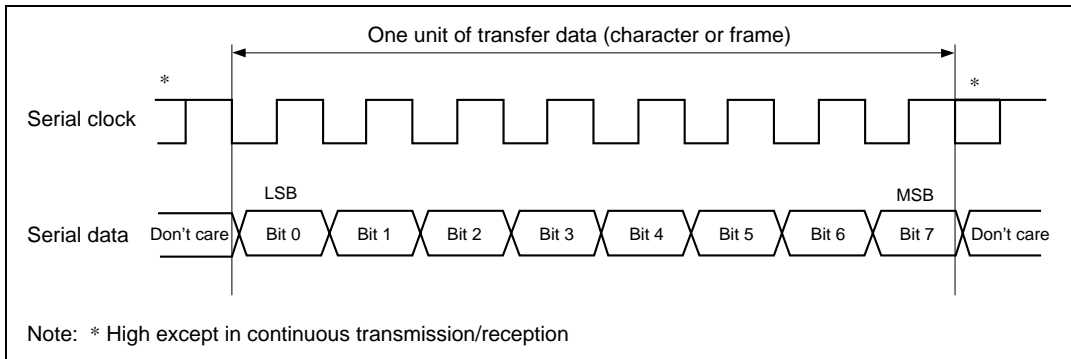 One unit of transfer data (character or frame)
*
*
Serial clock
LSB
MSB
Serial data
Don't care
Bit 0
Bit 1
Bit 2
Bit 3
Bit 4
Bit 5
Bit 6
Bit 7
Don't care
Note: * High except in continuous transmission/reception